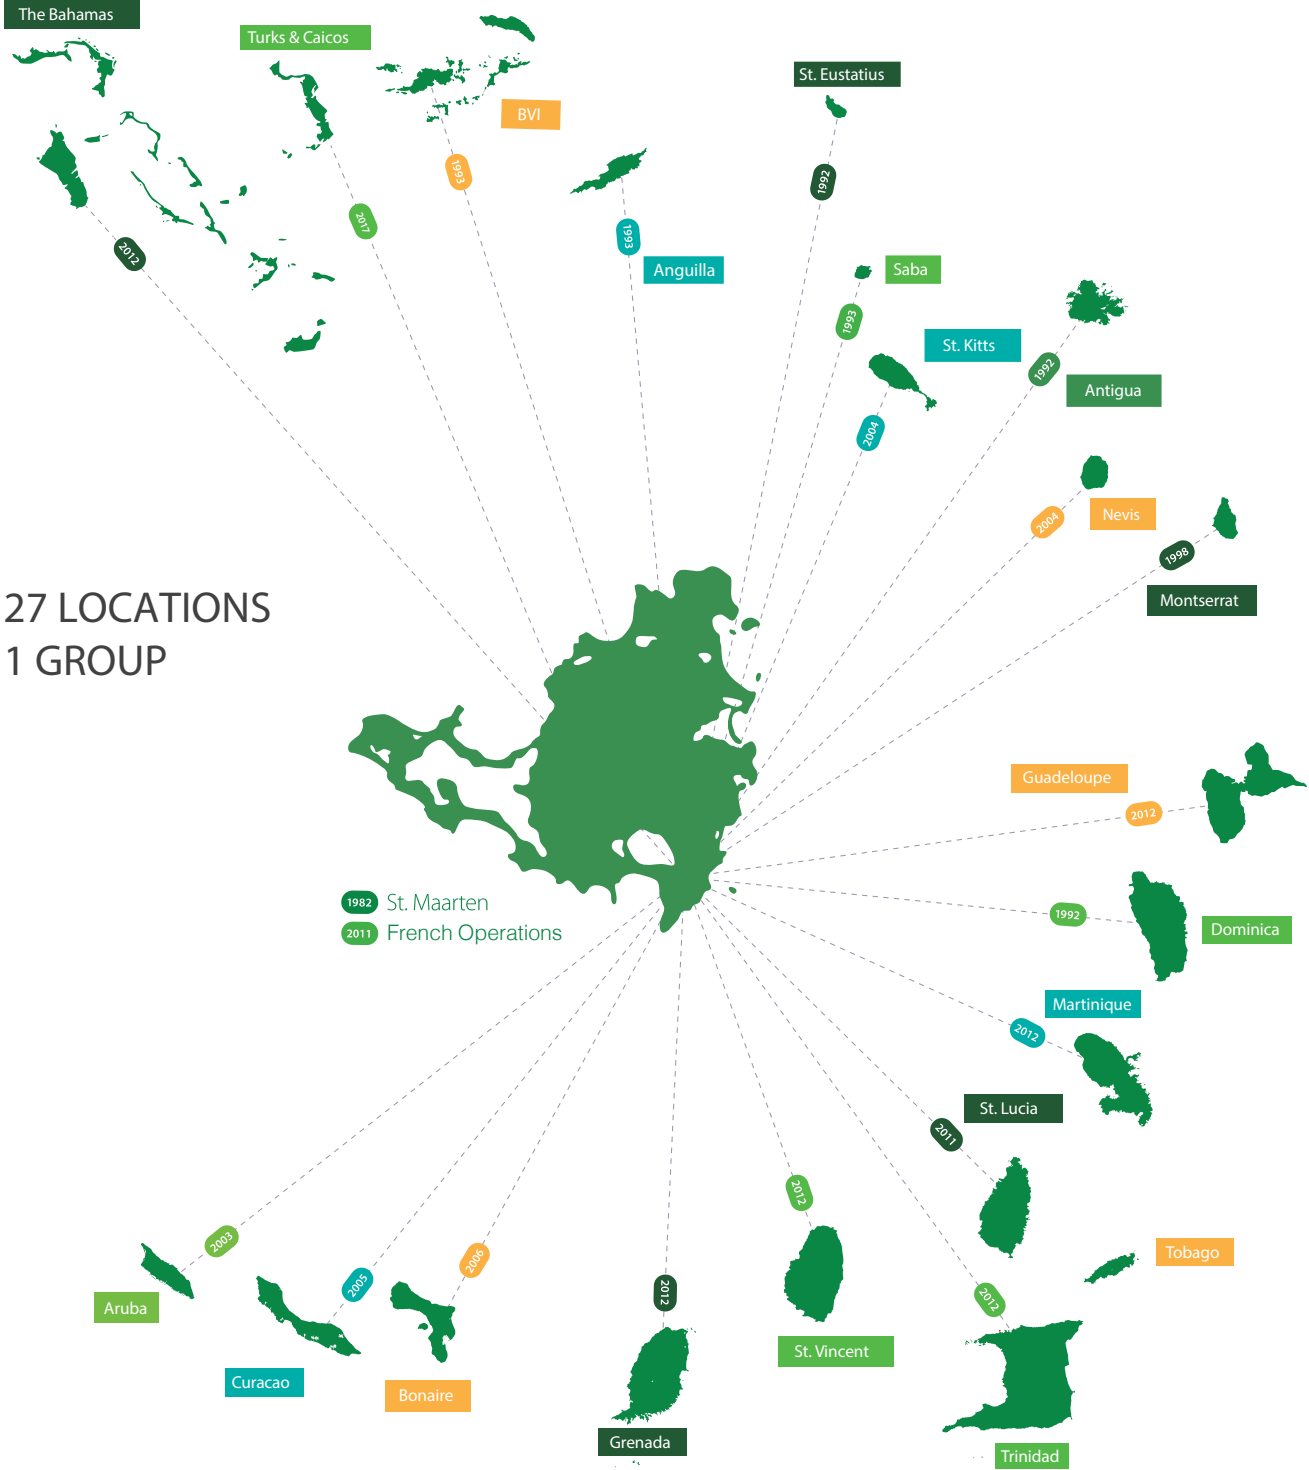 The Bahamas
Turks & Caicos
BVI
St. Eustatius
1993
1992
2017
1993
2012
Anguilla
Saba
1993
St. Kitts
1992
Antigua
2004
Nevis
2004
1998
Montserrat
27 LOCATIONS
1 GROUP
Guadeloupe
2012
1982 St. Maarten
2011 French Operations
1992
Dominica
Martinique
2012
St. Lucia
2011
2012
Tobago
2003
2006
2005
2012
2012
Aruba
St. Vincent
Curacao
Bonaire
Grenada
Trinidad